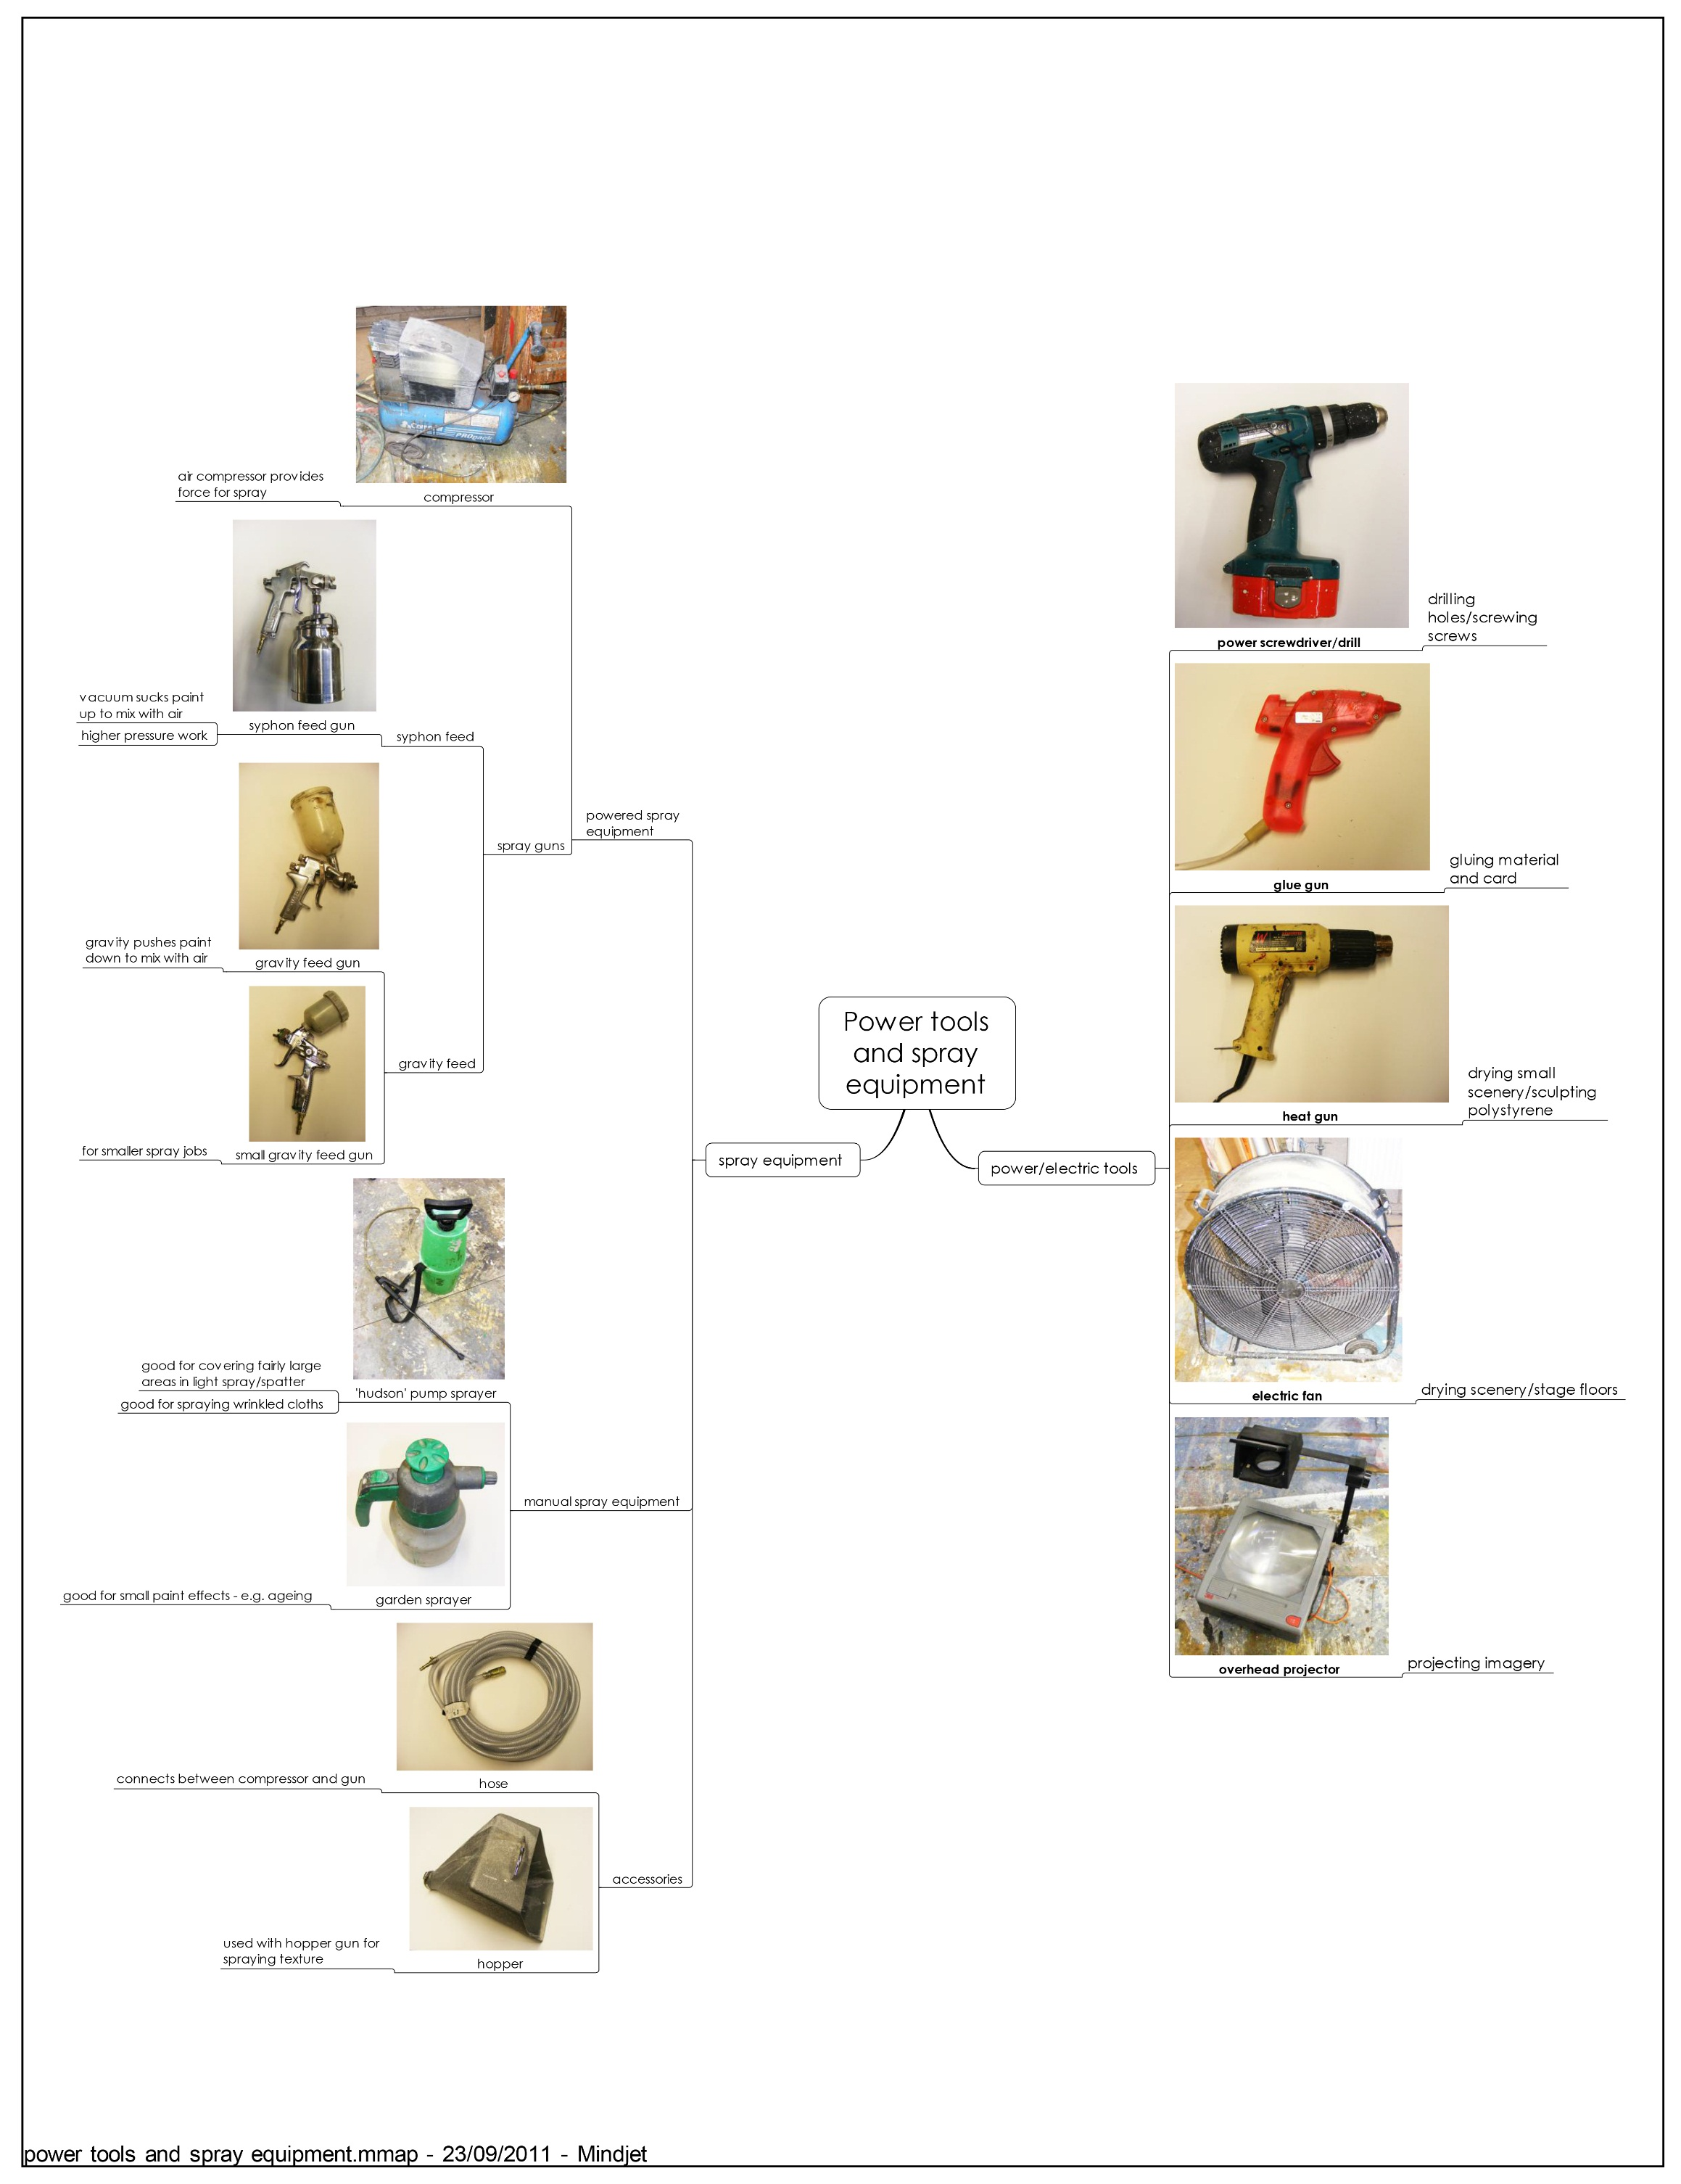 Power tools
and spray
equipment
spray equipment
powered spray
equipment
compressor
air compressor provides
force for spray
spray guns
syphon feed
syphon feed gun
vacuum sucks paint
up to mix with air
higher pressure work
gravity feed
gravity feed gun
gravity pushes paint
down to mix with air
small gravity feed gun
for smaller spray jobs
manual spray equipment
'hudson' pump sprayer
good for covering fairly large
areas in light spray/spatter
good for spraying wrinkled cloths
garden sprayer
good for small paint effects - e.g. ageing
accessories
hose
connects between compressor and gun
hopper
used with hopper gun for
spraying texture
power/electric tools
power screwdriver/drill
drilling
holes/screwing
screws
glue gun
gluing material
and card
heat gun
drying small
scenery/sculpting
polystyrene
electric fan
drying scenery/stage floors
overhead projector
projecting imagery
power tools and spray equipment.mmap - 23/09/2011 - Mindjet